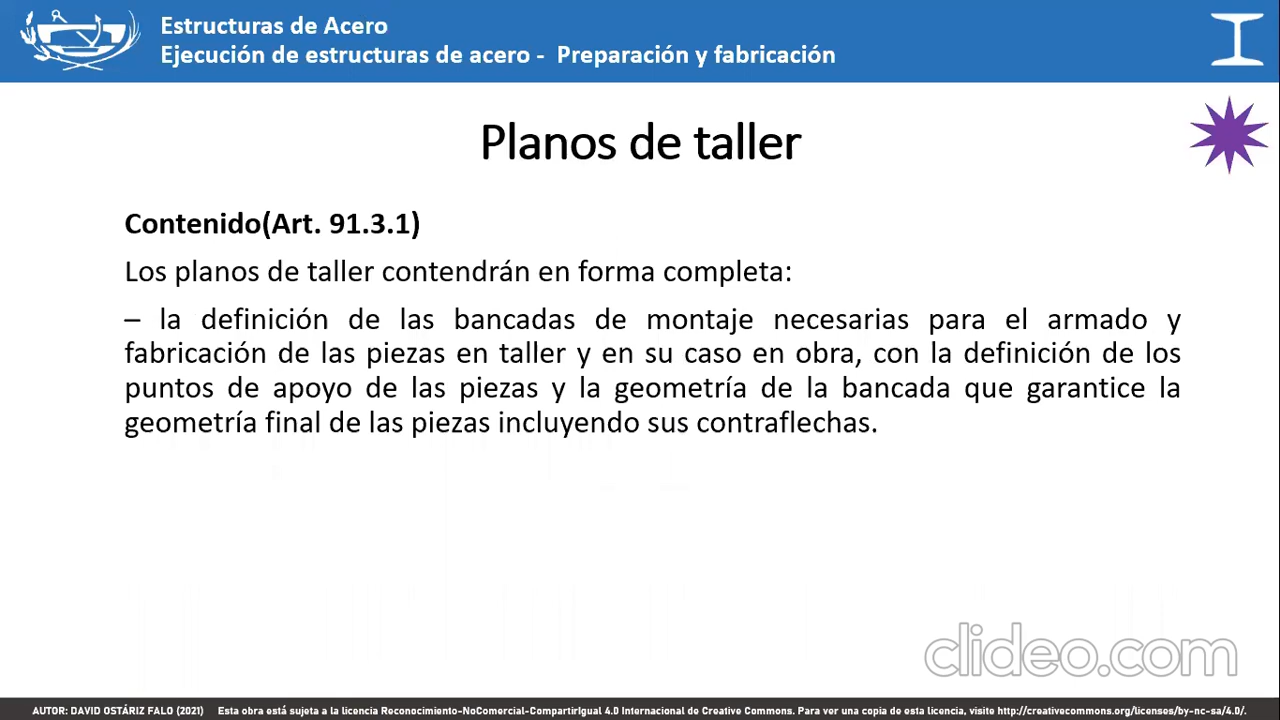 Estructuras de Acero
Ejecución de estructuras de acero - Preparación y fabricación
Planos de taller
Contenido(Art. 91.3.1)
Los planos de taller contendrán en forma completa:
– la definición de las bancadas de montaje necesarias para el armado y
fabricación de las piezas en taller y en su caso en obra, con la definición de los
puntos de apoyo de las piezas y la geometría de la bancada que garantice la
geometría final de las piezas incluyendo sus contraflechas.
clideo.com
AUTOR: DAVID OSTÁRIZ FALO (2021) Esta obra está sujeta a la licencia Reconocimiento-NoComercial-CompartirIgual 4.0 Internacional de Creative Commons. Para ver una copia de esta licencia, visite http://creativecommons.org/licenses/by-nc-sa/4.0/.